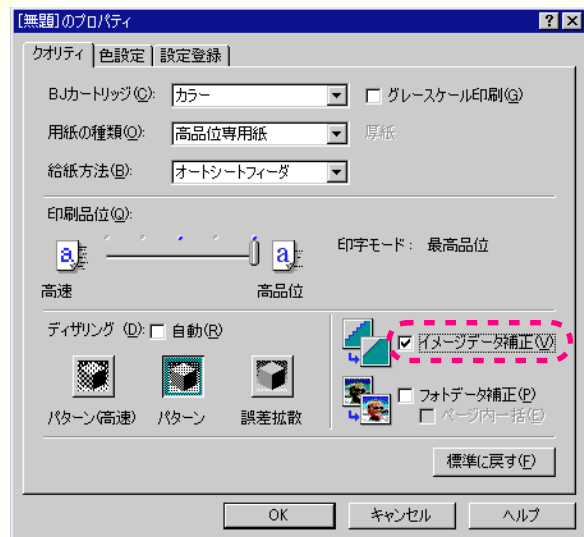 [無題]のプロパティ
クオリティ 色設定 設定登録
BJカートリッジ(C): カラー グレースケール印刷(G)
用紙の種類(O): 高品位専用紙 厚紙
給紙方法(B): オートシートフィーダ
印刷品位(Q):
a a 印字モード： 最高品位
高速 高品位
ディザリング (D): 自動(R) イメージデータ補正(V)
フォトデータ補正(P)
パターン(高速) パターン 誤差拡散 ページ内一括(E)
標準に戻す(F)
OK キャンセル ヘルプ